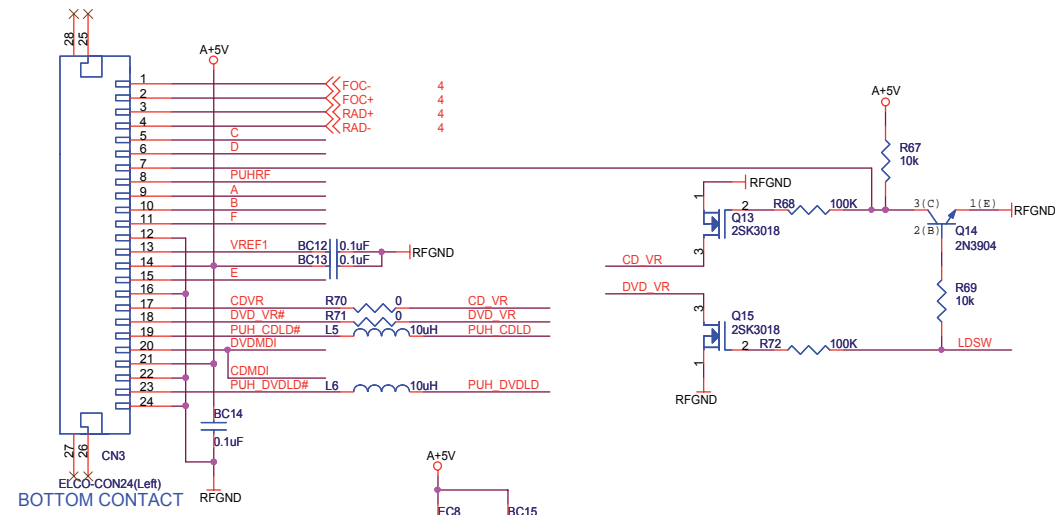 28
25
A+5V
1
FOC-
4
2
FOC+
4
3
RAD+
4
4
RAD-
4
5
C
6
D
7
8
PUHRF
9
A
10
B
11
F
12
13
VREF1
BC12
0.1uF
RFGND
14
BC13
0.1uF
15
E
16
17
CDVR
R70
0
CD_VR
18
DVD_VR#
R71
0
DVD_VR
19
PUH_CDLD#
L5
10uH
PUH_CDLD
20
DVDMDI
21
22
CDMDI
23
PUH_DVDLD#
L6
10uH
PUH_DVDLD
24
BC14
0.1uF
27
26
CN3
ELCO-CON24(Left)
BOTTOM CONTACT
RFGND
A+5V
R67
10k
RFGND
1
2
3
Q13
2SK3018
R68
100K
3(C)
1(E)
RFGND
2(B)
Q14
2N3904
CD_VR
DVD_VR
R69
10k
3
Q15
2SK3018
2
1
R72
100K
LDSW
RFGND
A+5V
EC8
BC15